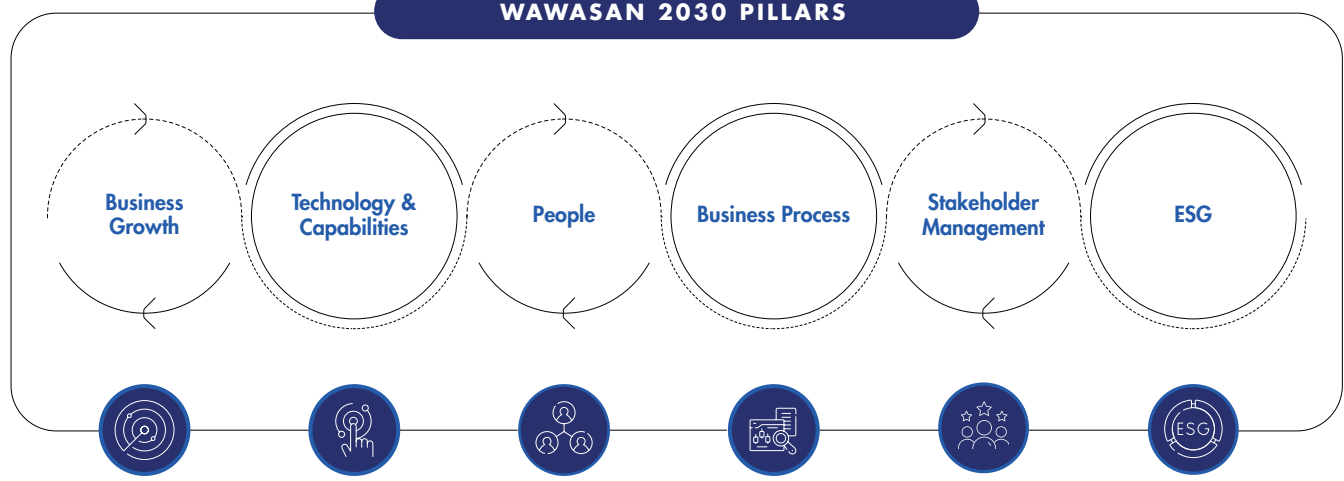 WAWASAN 2030 PILLARS
Business
Growth
Technology &
Capabilities
People
Business Process
Stakeholder
Management
ESG
ESG